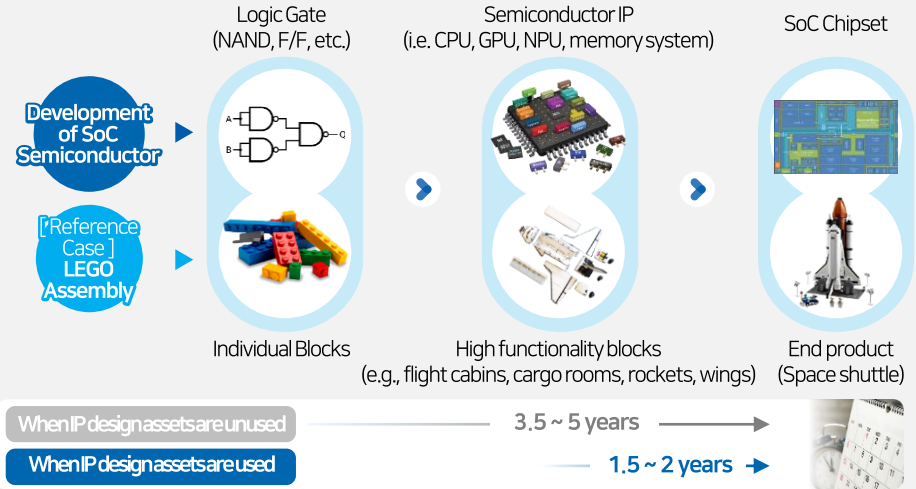 Logic Gate
(NAND, F/F, etc.)
Semiconductor IP
(i.e. CPU, GPU, NPU, memory system)
SoC Chipset
Development
of SoC
Semiconductor
A
B
Q
['Reference
Case ]
LEGO
Assembly
Individual Blocks
High functionality blocks
(e.g., flight cabins, cargo rooms, rockets, wings)
End product
(Space shuttle)
When IP design assets are unused
3.5 ~ 5 years
When IP design assets are used
1.5 ~ 2 years